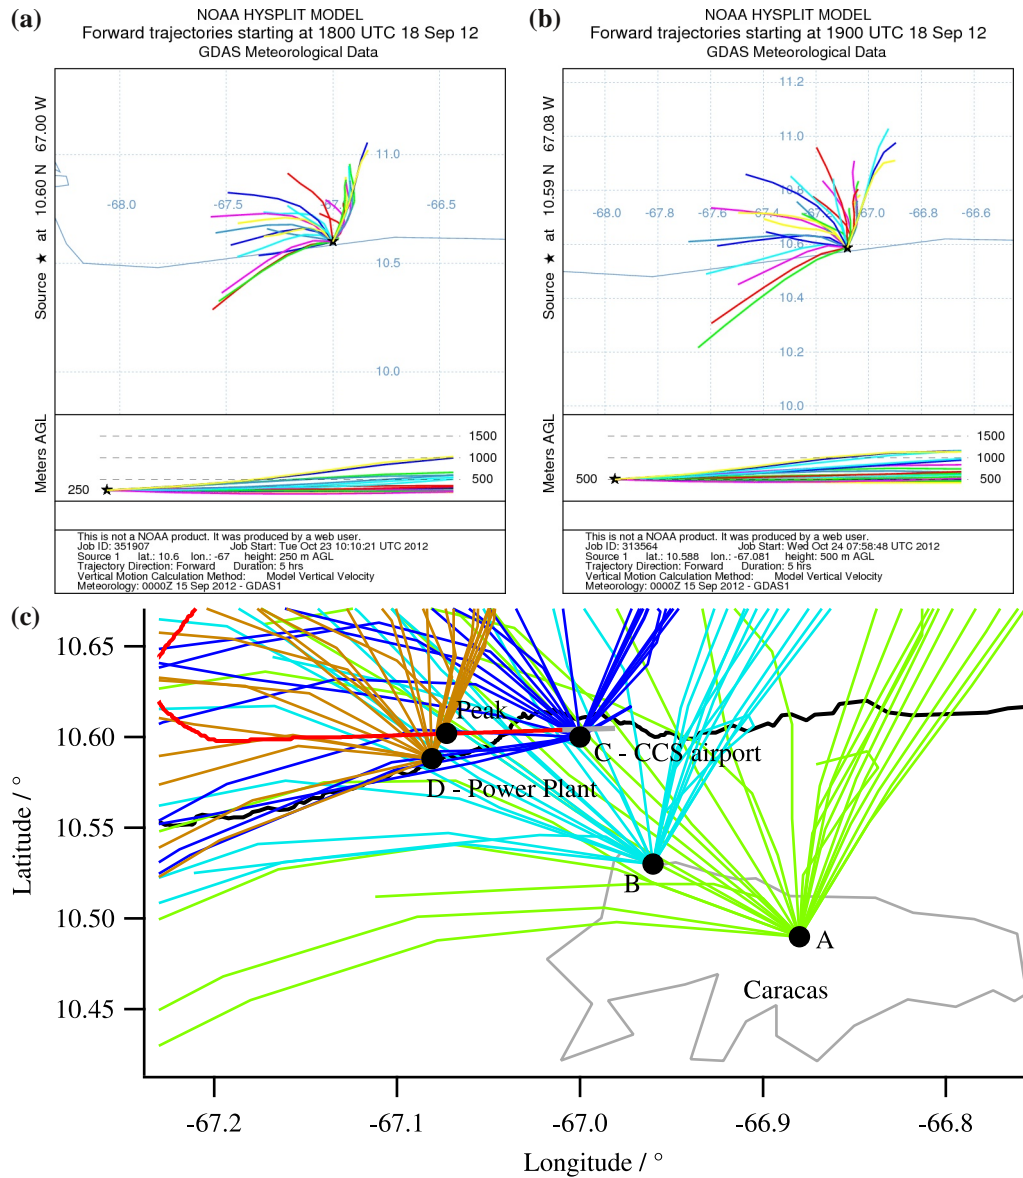 (a)
NOAA HYSPLIT MODEL
Forward trajectories starting at 1800 UTC 18 Sep 12
GDAS Meteorological Data
Source ★ at 10.60 N 67.00 W
11.0
-68.0 -67.5 -67.0 -66.5
10.5
10.0
Meters AGL
1500
1000
500
250
This is not a NOAA product. It was produced by a web user.
Job ID: 351907 Job Start: Tue Oct 23 10:10:21 UTC 2012
Source 1 lat.: 10.6 lon.: -67 height: 250 m AGL
Trajectory Direction: Forward Duration: 5 hrs
Vertical Motion Calculation Method: Model Vertical Velocity
Meteorology: 0000Z 15 Sep 2012 - GDAS1
(b)
NOAA HYSPLIT MODEL
Forward trajectories starting at 1900 UTC 18 Sep 12
GDAS Meteorological Data
Source ★ at 10.59 N 67.08 W
11.2
11.0
10.8
-68.0 -67.8 -67.6 -67.4 -67.2 -67.0 -66.8 -66.6
10.6
10.4
10.2
10.0
Meters AGL
1500
1000
500
500
This is not a NOAA product. It was produced by a web user.
Job ID: 313564 Job Start: Wed Oct 24 07:58:48 UTC 2012
Source 1 lat.: 10.588 lon.: -67.081 height: 500 m AGL
Trajectory Direction: Forward Duration: 5 hrs
Vertical Motion Calculation Method: Model Vertical Velocity
Meteorology: 0000Z 15 Sep 2012 - GDAS1
(c)
Latitude / °
10.65
10.60
10.55
10.50
10.45
Peak
C - CCS airport
D - Power Plant
B
A
Caracas
-67.2 -67.1 -67.0 -66.9 -66.8
Longitude / °